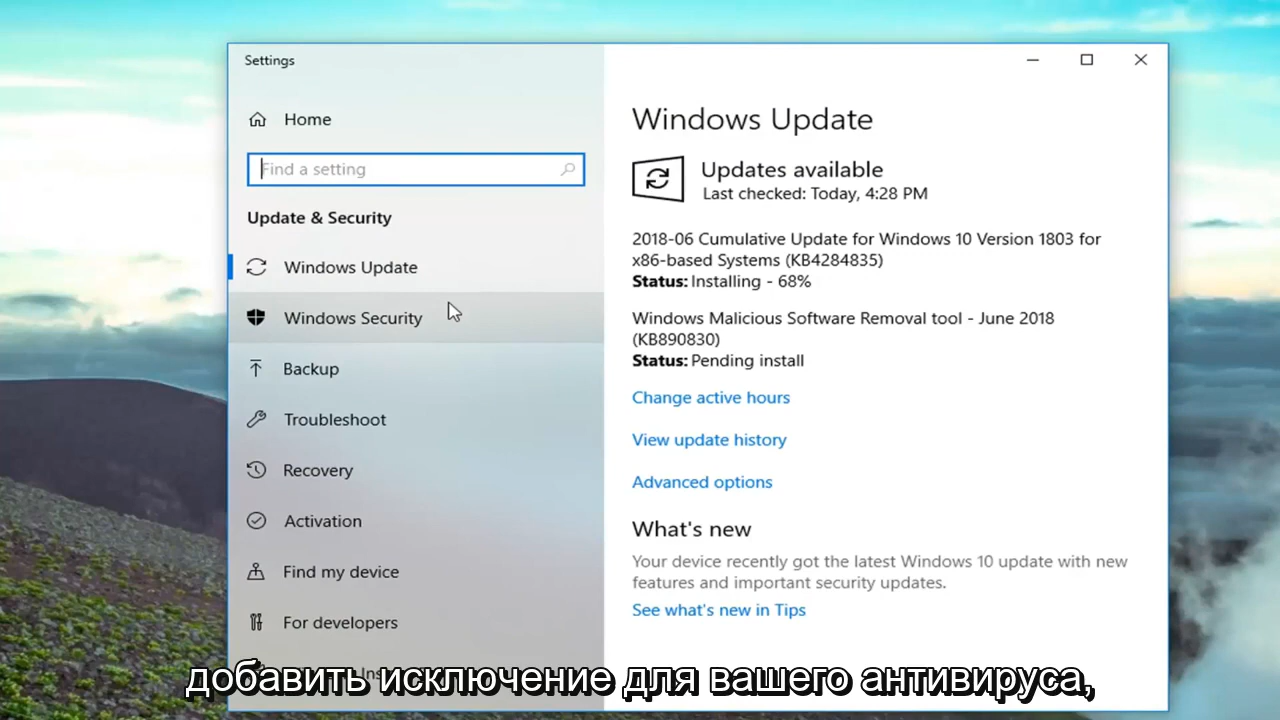 Settings
Home
Find a setting
Update & Security
Windows Update
Windows Security
Backup
Troubleshoot
Recovery
Activation
Find my device
For developers
Windows Update
Updates available
Last checked: Today, 4:28 PM
2018-06 Cumulative Update for Windows 10 Version 1803 for
x86-based Systems (KB4284835)
Status: Installing - 68%
Windows Malicious Software Removal tool - June 2018
(KB890830)
Status: Pending install
Change active hours
View update history
Advanced options
What's new
Your device recently got the latest Windows 10 update with new
features and important security updates.
See what's new in Tips
добавить исключение для вашего антивируса,